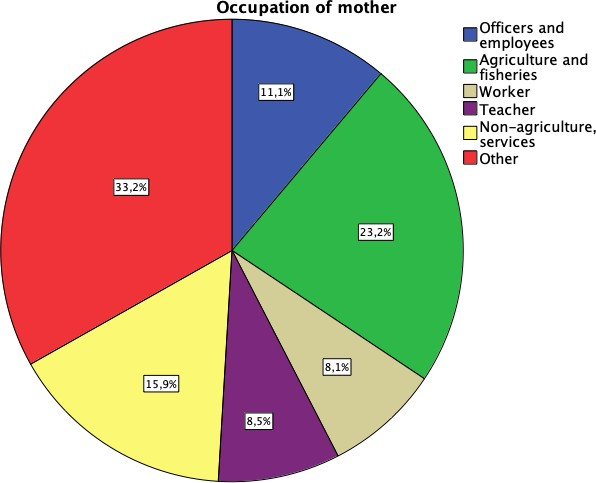 Occupation of mother
Officers and
employees
Agriculture and
fisheries
Worker
Teacher
Non-agriculture,
services
Other
11,1%
33,2%
23,2%
8,1%
15,9%
8,5%